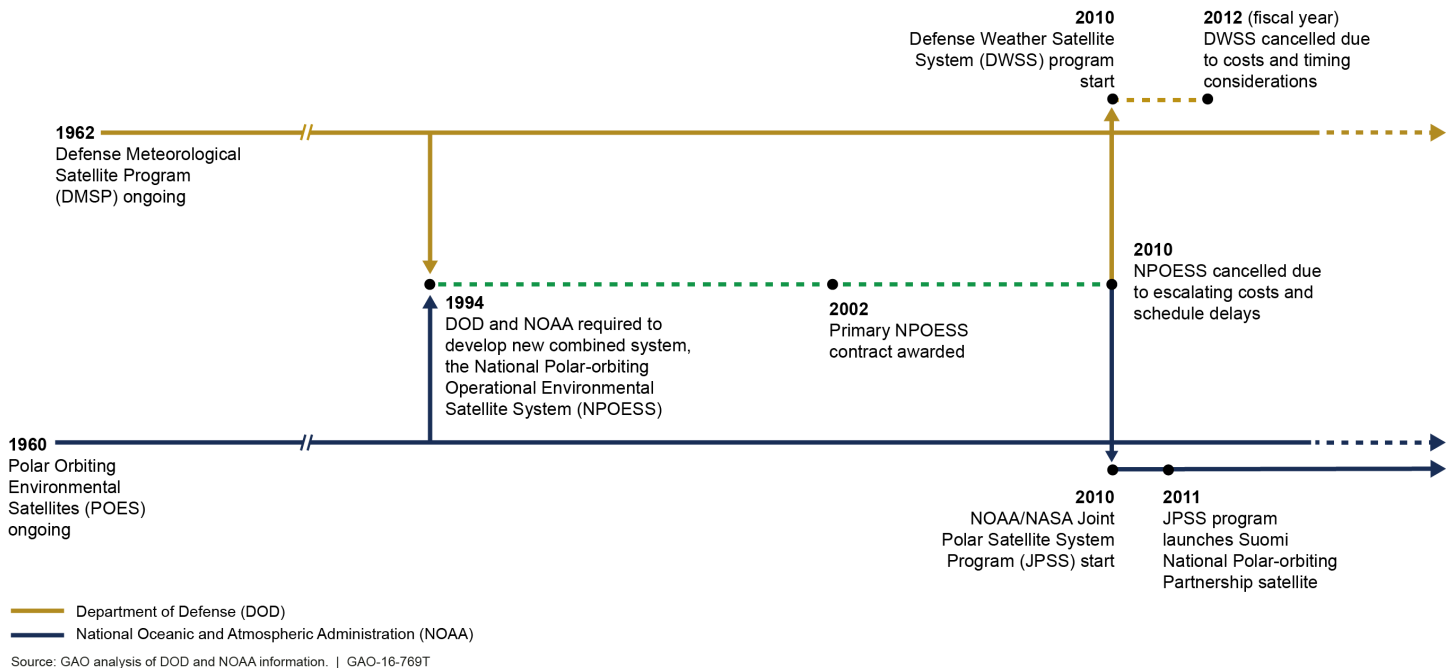 2010
Defense Weather Satellite
System (DWSS) program
start
2012 (fiscal year)
DWSS cancelled due
to costs and timing
considerations
1962
Defense Meteorological
Satellite Program
(DMSP) ongoing
2010
NPOESS cancelled due
to escalating costs and
schedule delays
1994
DOD and NOAA required to
develop new combined system,
the National Polar-orbiting
Operational Environmental
Satellite System (NPOESS)
2002
Primary NPOESS
contract awarded
1960
Polar Orbiting
Environmental
Satellites (POES)
ongoing
2010
NOAA/NASA Joint
Polar Satellite System
Program (JPSS) start
2011
JPSS program
launches Suomi
National Polar-orbiting
Partnership satellite
Department of Defense (DOD)
National Oceanic and Atmospheric Administration (NOAA)
Source: GAO analysis of DOD and NOAA information. | GAO-16-769T